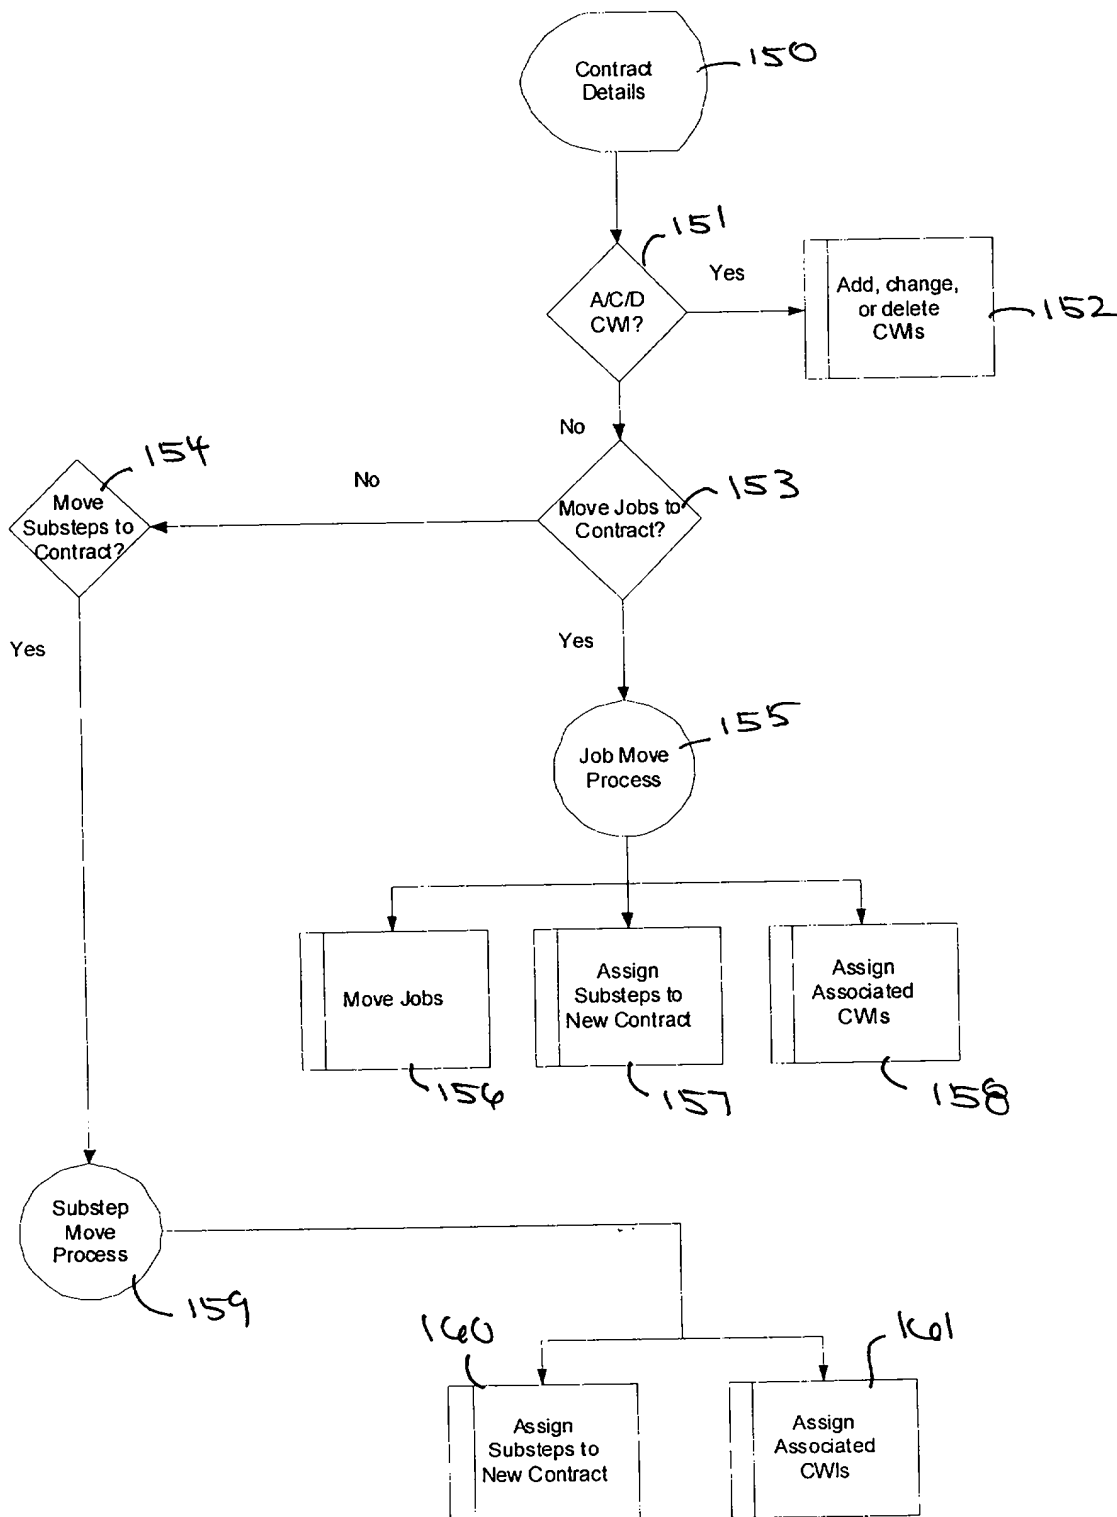 Contract
Details
150
151
A/C/D
CWI?
Yes
Add, change,
or delete
CWIs
152
No
154
Move
Substeps to
Contract?
No
Move Jobs to
Contract?
153
Yes
Yes
155
Job Move
Process
Move Jobs
Assign
Substeps to
New Contract
Assign
Associated
CWIs
156
157
158
Substep
Move
Process
159
160
161
Assign
Substeps to
New Contract
Assign
Associated
CWIs